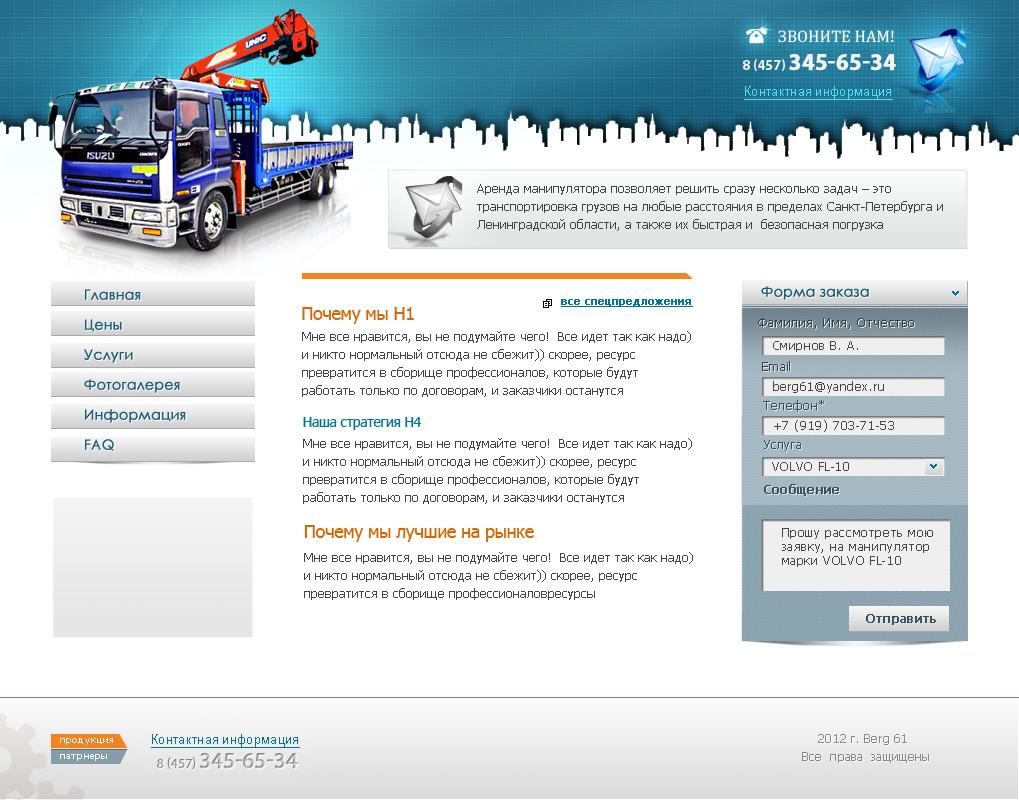 ЗВОНИТЕ НАМ!
8 (457) 345-65-34
Контактная информация
UNIC
ISUZU
Аренда манипулятора позволяет решить сразу несколько задач – это
транспортировка грузов на любые расстояния в пределах Санкт-Петербурга и
Ленинградской области, а также их быстрая и безопасная погрузка
Главная
Цены
Услуги
Фотогалерея
Информация
FAQ
все спецпредложения
Почему мы H1
Мне все нравится, вы не подумайте чего! Все идет так как надо)
и никто нормальный отсюда не сбежит)) скорее, ресурс
превратится в сборище профессионалов, которые будут
работать только по договорам, и заказчики останутся
Наша стратегия H4
Мне все нравится, вы не подумайте чего! Все идет так как надо)
и никто нормальный отсюда не сбежит)) скорее, ресурс
превратится в сборище профессионалов, которые будут
работать только по договорам, и заказчики останутся
Почему мы лучшие на рынке
Мне все нравится, вы не подумайте чего! Все идет так как надо)
и никто нормальный отсюда не сбежит)) скорее, ресурс
превратится в сборище профессионаловресурсы
Форма заказа
Фамилия, Имя, Отчество
Смирнов В. А.
Email
berg61@yandex.ru
Телефон*
+7 (919) 703-71-53
Услуга
VOLVO FL-10
Сообщение
Прошу рассмотреть мою
заявку, на манипулятор
марки VOLVO FL-10
Отправить
продукция
патрнеры
Контактная информация
8 (457) 345-65-34
2012 г. Berg 61
Все права защищены